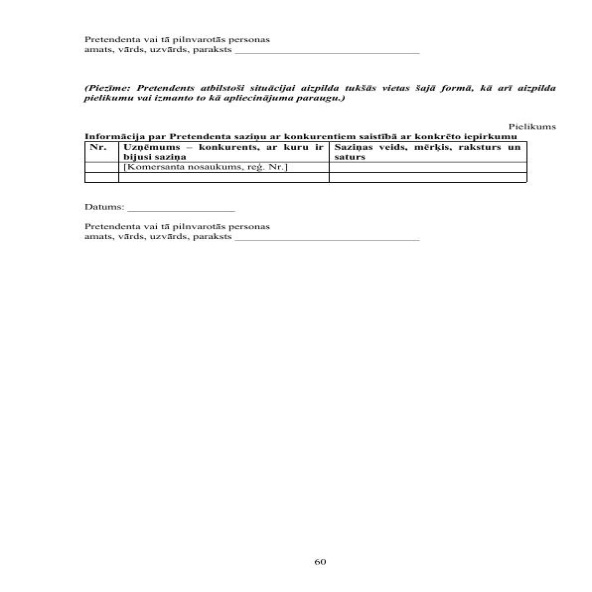 Pretendenta vai tā pilnvarotās personas
amats, vārds, uzvārds, paraksts ___________________________________
(Piezīme: Pretendents atbilstoši situācijai aizpilda tukšās vietas šajā formā, kā arī aizpilda
pielikumu vai izmanto to kā apliecinājuma paraugu.)
Pielikums
Informācija par Pretendenta saziņu ar konkurentiem saistībā ar konkrēto iepirkumu
Nr. Uzņēmums – konkurents, ar kuru ir Saziņas veids, mērķis, raksturs un
bijusi saziņa saturs
[Komersanta nosaukums, reģ. Nr.]
Datums: ____________________
Pretendenta vai tā pilnvarotās personas
amats, vārds, uzvārds, paraksts ___________________________________
60